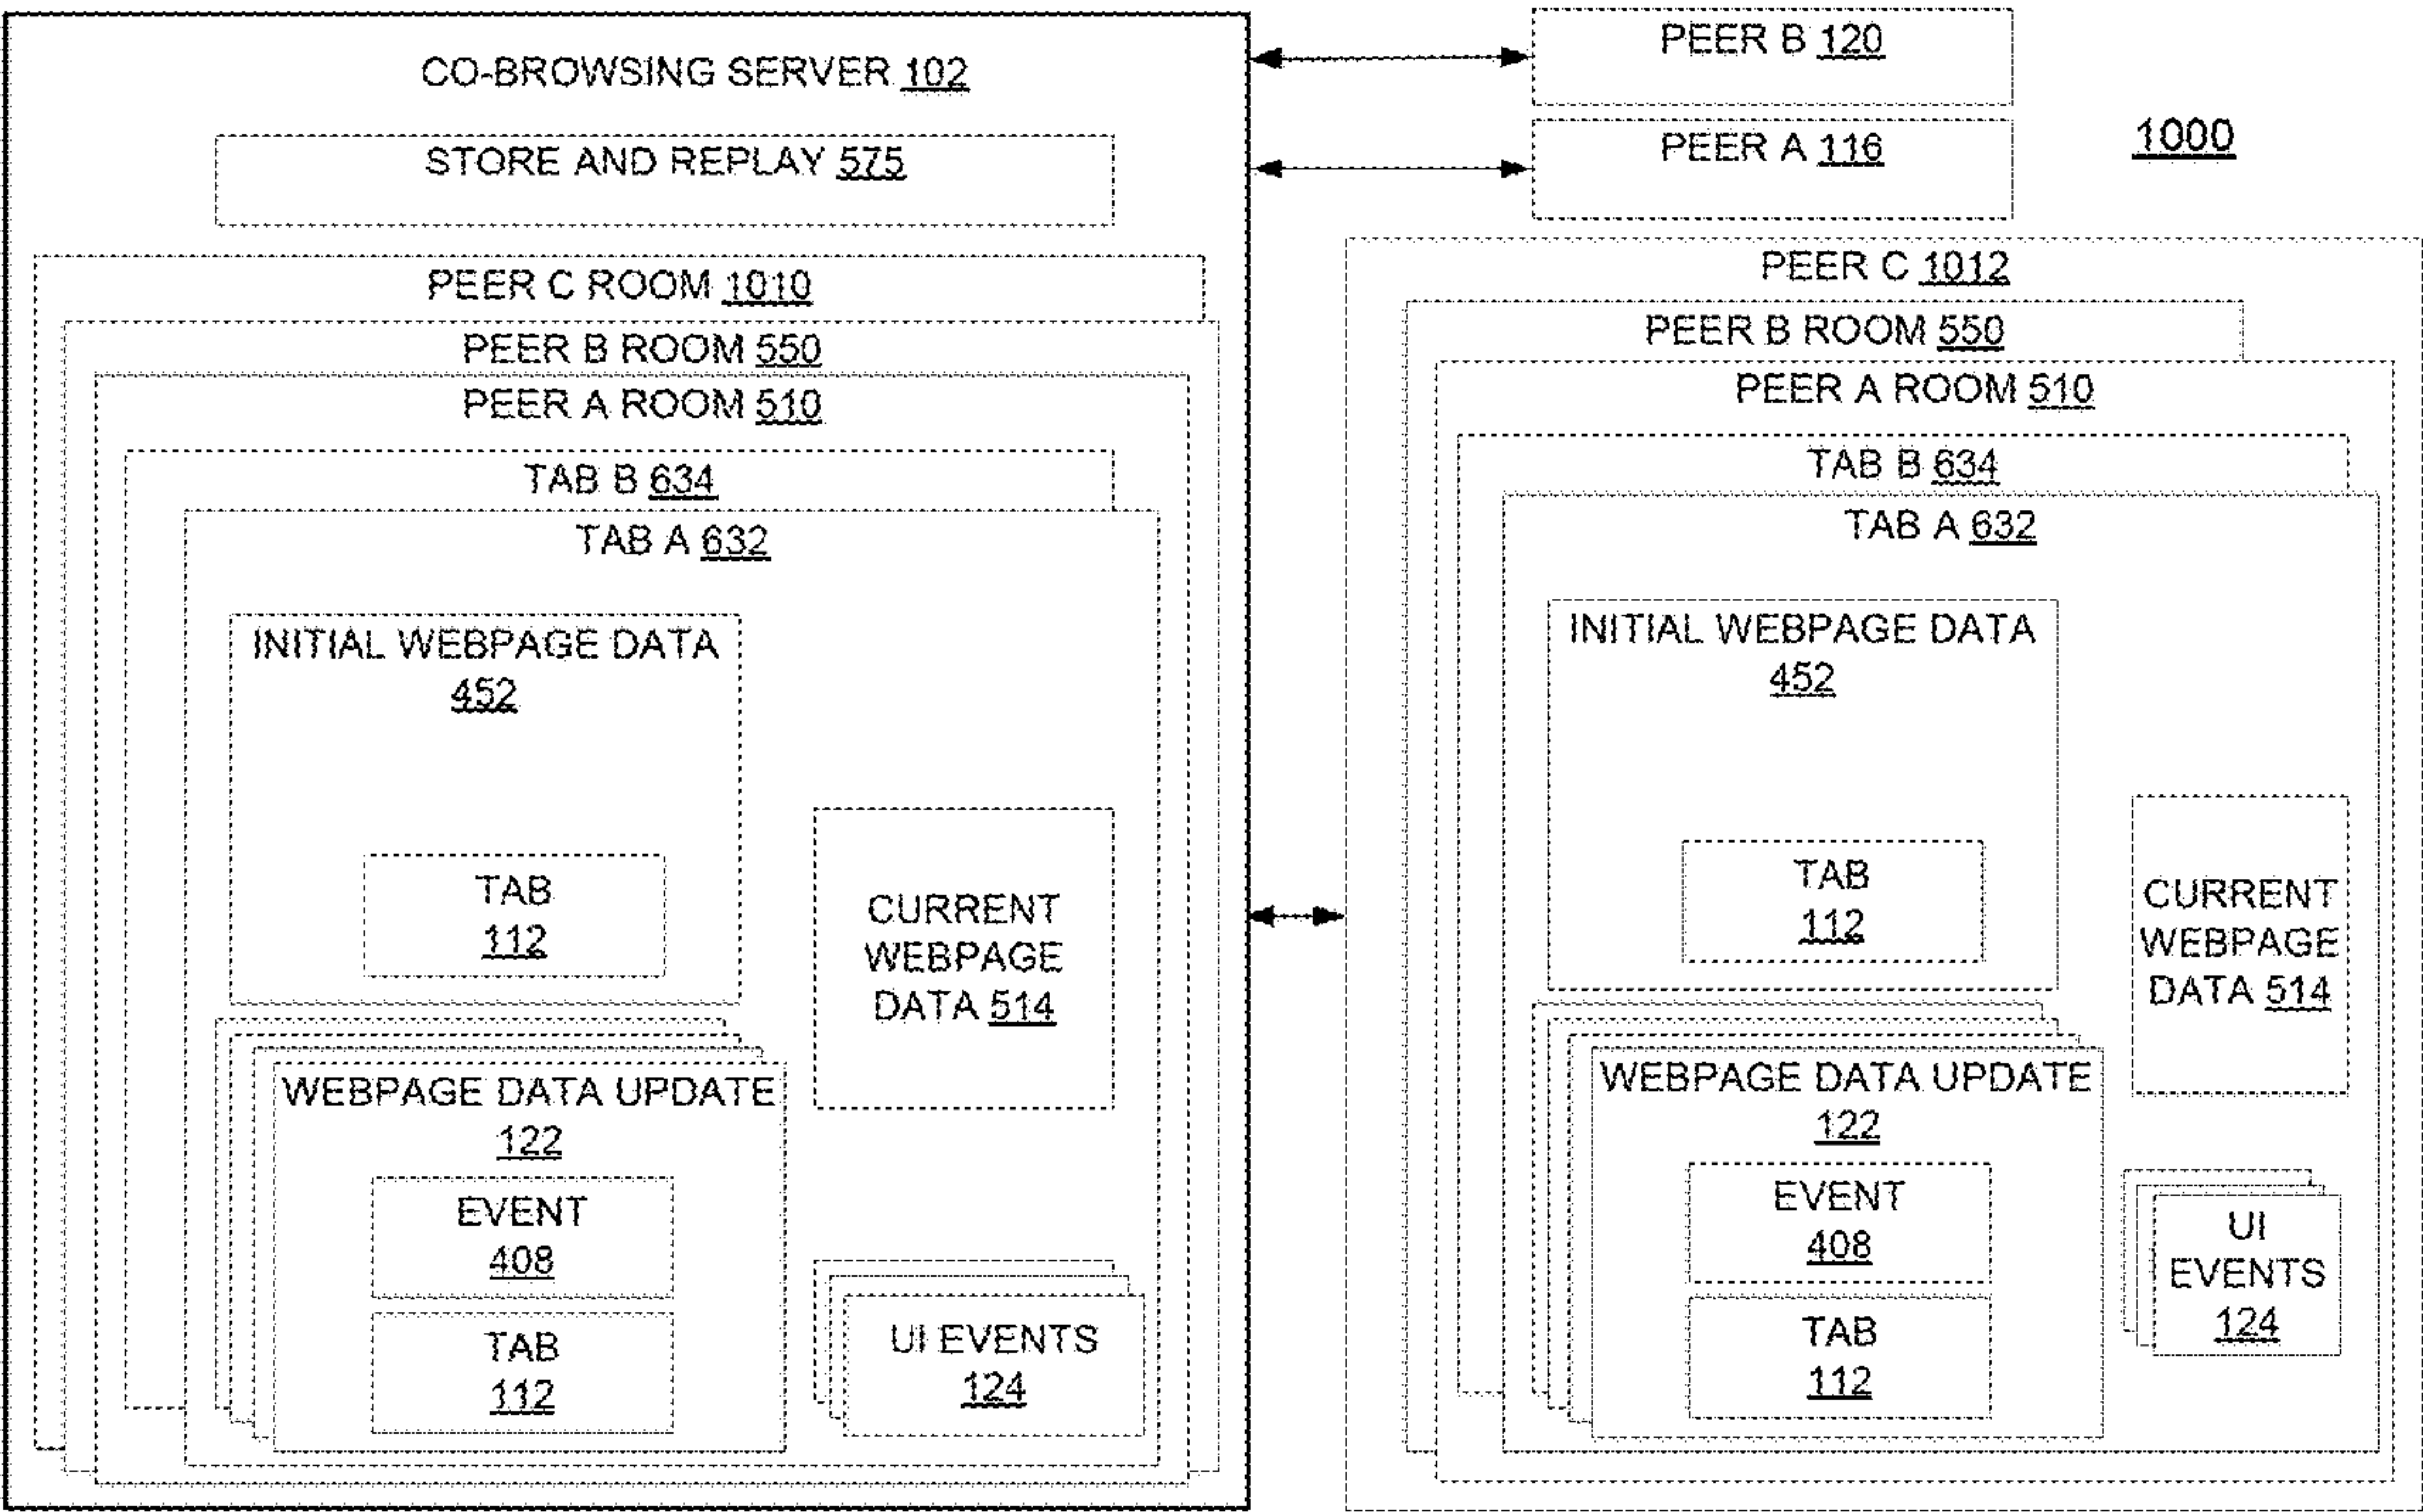 CO-BROWSING SERVER 102
STORE AND REPLAY 575
PEER C ROOM 1010
PEER B ROOM 550
PEER A ROOM 510
TAB B 634
TAB A 632
INITIAL WEBPAGE DATA
452
TAB
112
CURRENT
WEBPAGE
DATA 514
WEBPAGE DATA UPDATE
122
EVENT
408
TAB
112
UI EVENTS
124
PEER B 120
PEER A 116
1000
PEER C 1012
PEER B ROOM 550
PEER A ROOM 510
TAB B 634
TAB A 632
INITIAL WEBPAGE DATA
452
TAB
112
CURRENT
WEBPAGE
DATA 514
WEBPAGE DATA UPDATE
122
EVENT
408
TAB
112
UI
EVENTS
124